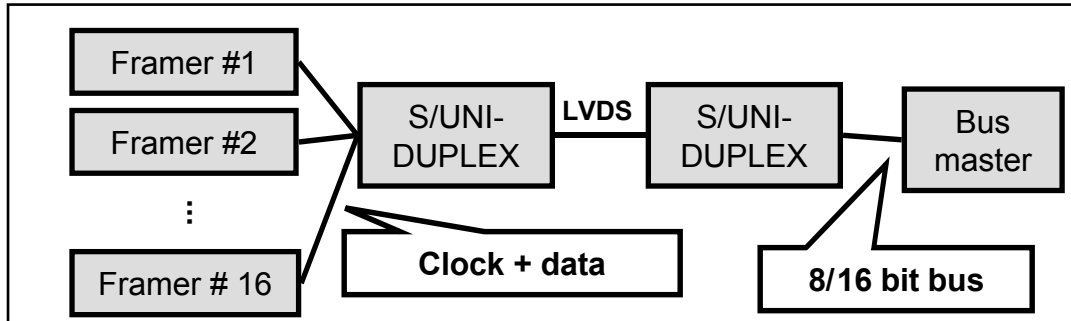 Framer #1
Framer #2
⋮
Framer # 16
S/UNI-
DUPLEX
LVDS
S/UNI-
DUPLEX
Bus
master
Clock + data
8/16 bit bus